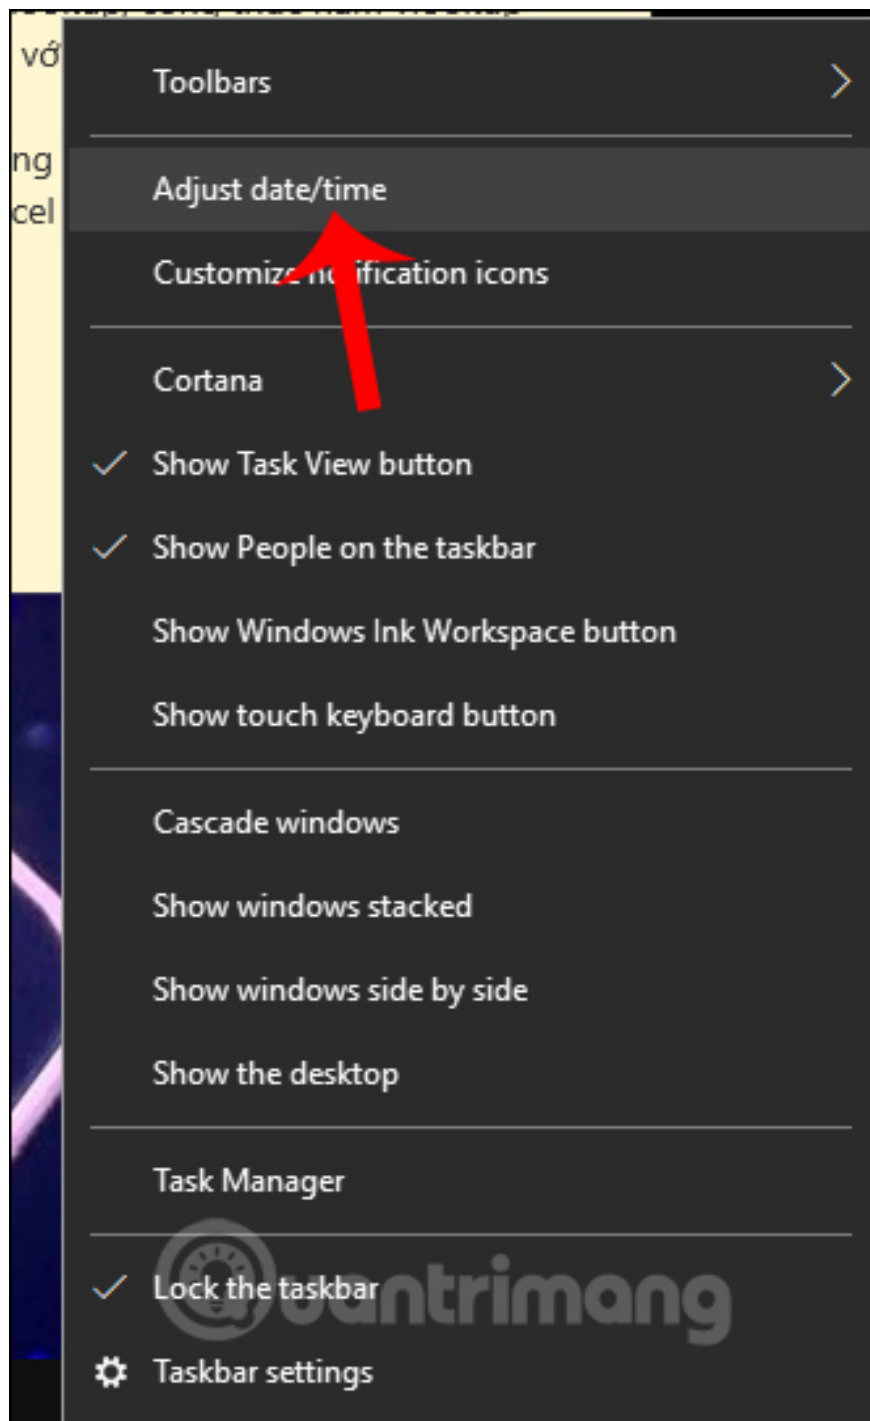 vớ
Toolbars
ng
Adjust date/time
cel
Customize notification icons
Cortana
Show Task View button
Show People on the taskbar
Show Windows Ink Workspace button
Show touch keyboard button
Cascade windows
Show windows stacked
Show windows side by side
Show the desktop
Task Manager
Lock the taskbar
Quantrimang
Taskbar settings